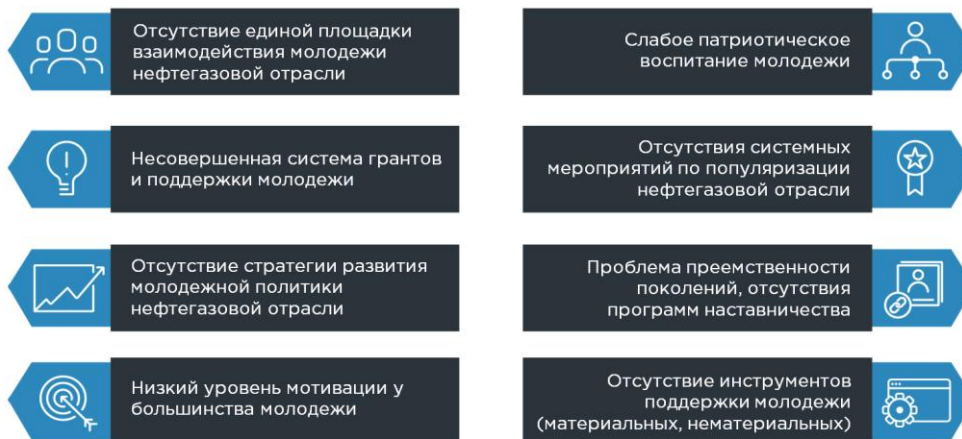 Отсутствие единой площадки
взаимодействия молодежи
нефтегазовой отрасли
Слабое патриотическое
воспитание молодежи
Несовершенная система грантов
и поддержки молодежи
Отсутствия системных
мероприятий по популяризации
нефтегазовой отрасли
Отсутствие стратегии развития
молодежной политики
нефтегазовой отрасли
Проблема преемственности
поколений, отсутствия
программ наставничества
Низкий уровень мотивации у
большинства молодежи
Отсутствие инструментов
поддержки молодежи
(материальных, нематериальных)